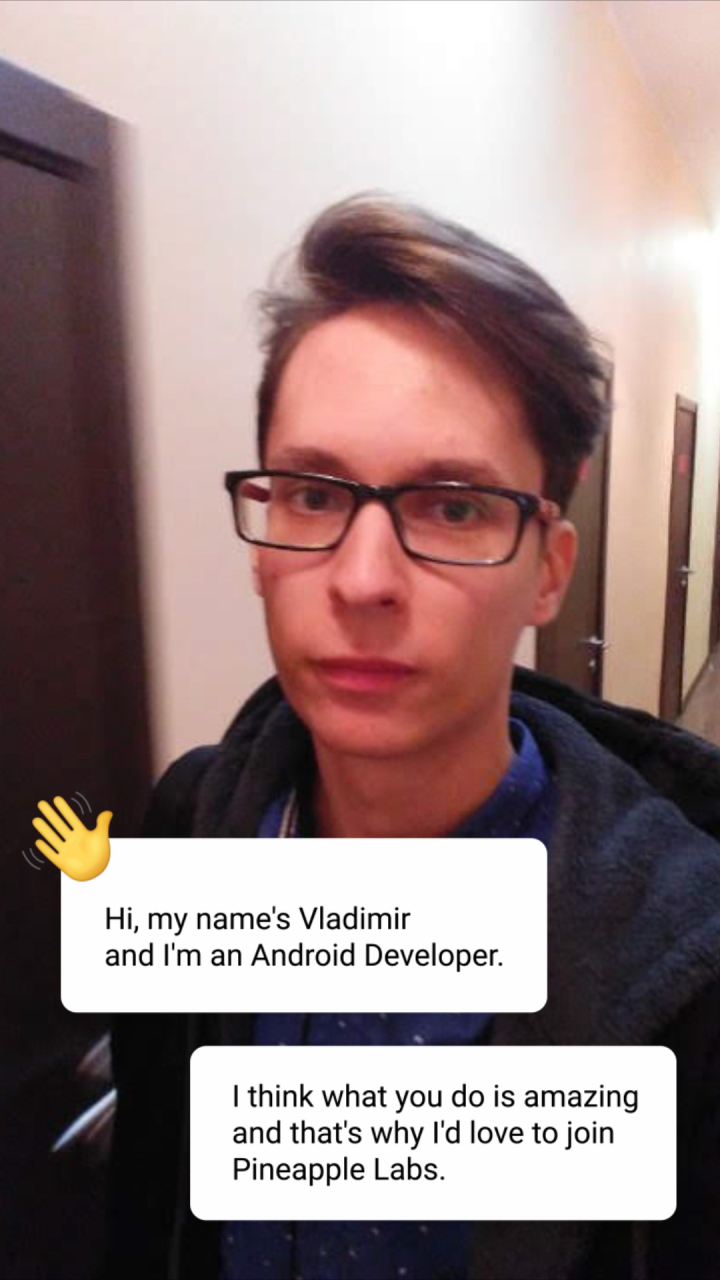 Hi, my name's Vladimir
and I'm an Android Developer.
I think what you do is amazing
and that's why I'd love to join
Pineapple Labs.